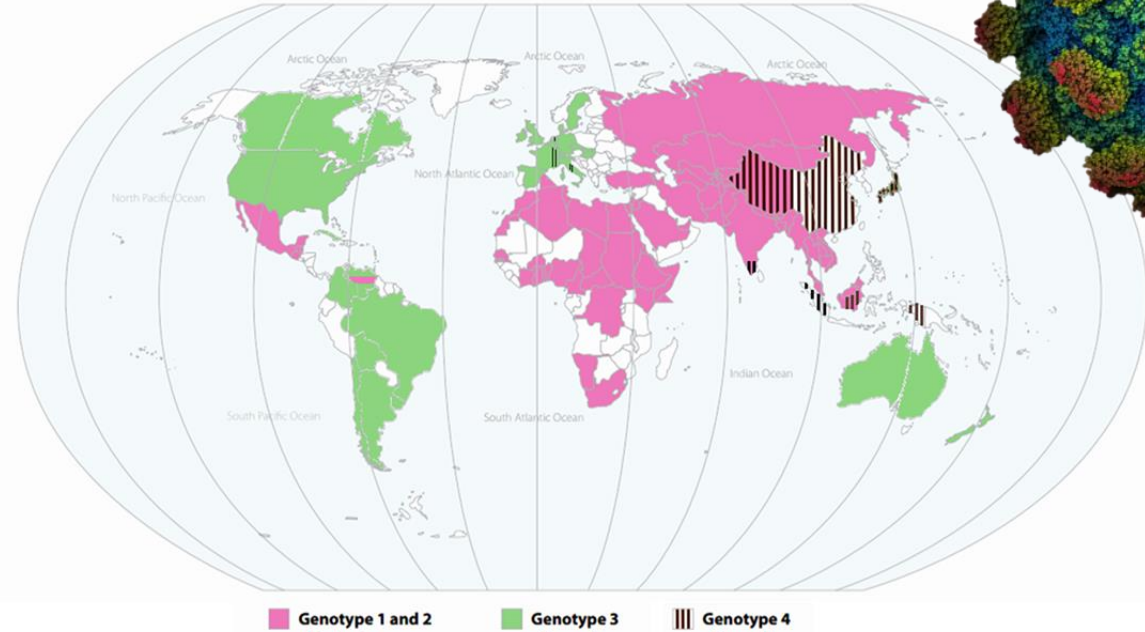 Arctic Ocean
Arctic Ocean
Arctic Ocean
North Atlantic Ocean
North Pacific Ocean
Indian Ocean
South Pacific Ocean
South Atlantic Ocean
Genotype 1 and 2
Genotype 3
Genotype 4